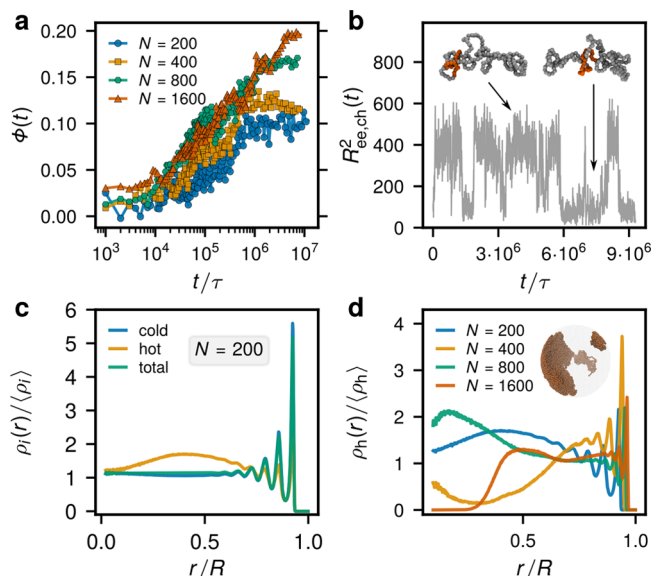 a
0.20
0.15
0.10
0.05
0.00
Φ(t)
N = 200
N = 400
N = 800
N = 1600
10³ 10⁴ 10⁵ 10⁶ 10⁷
t/τ
b
800
600
400
200
0
R²ee,ch(t)
0 3·10⁶ 6·10⁶ 9·10⁶
t/τ
c
6
5
4
3
2
1
0
ρi(r)/⟨ρi⟩
cold
hot
total
N = 200
0.0 0.5 1.0
r/R
d
4
3
2
1
0
ρh(r)/⟨ρh⟩
N = 200
N = 400
N = 800
N = 1600
0.5 1.0
r/R